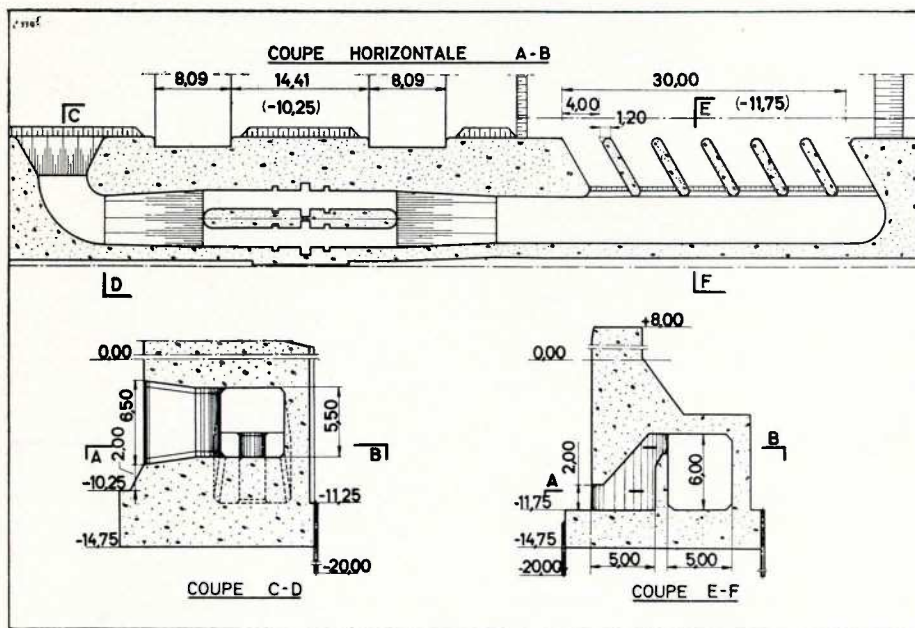 COUPE HORIZONTALE A-B
8,09 14,41 8,09 30,00
(-10,25) (-11,75)
C 4,00 E
1,20
D F
0,00 +8,00
0,00
6,50 5,50
2,00 A B
-10,25 -11,25
-14,75 -20,00
COUPE C-D
2,00 6,00 B
A
-11,75
-14,75
-20,00 5,00 5,00
COUPE E-F